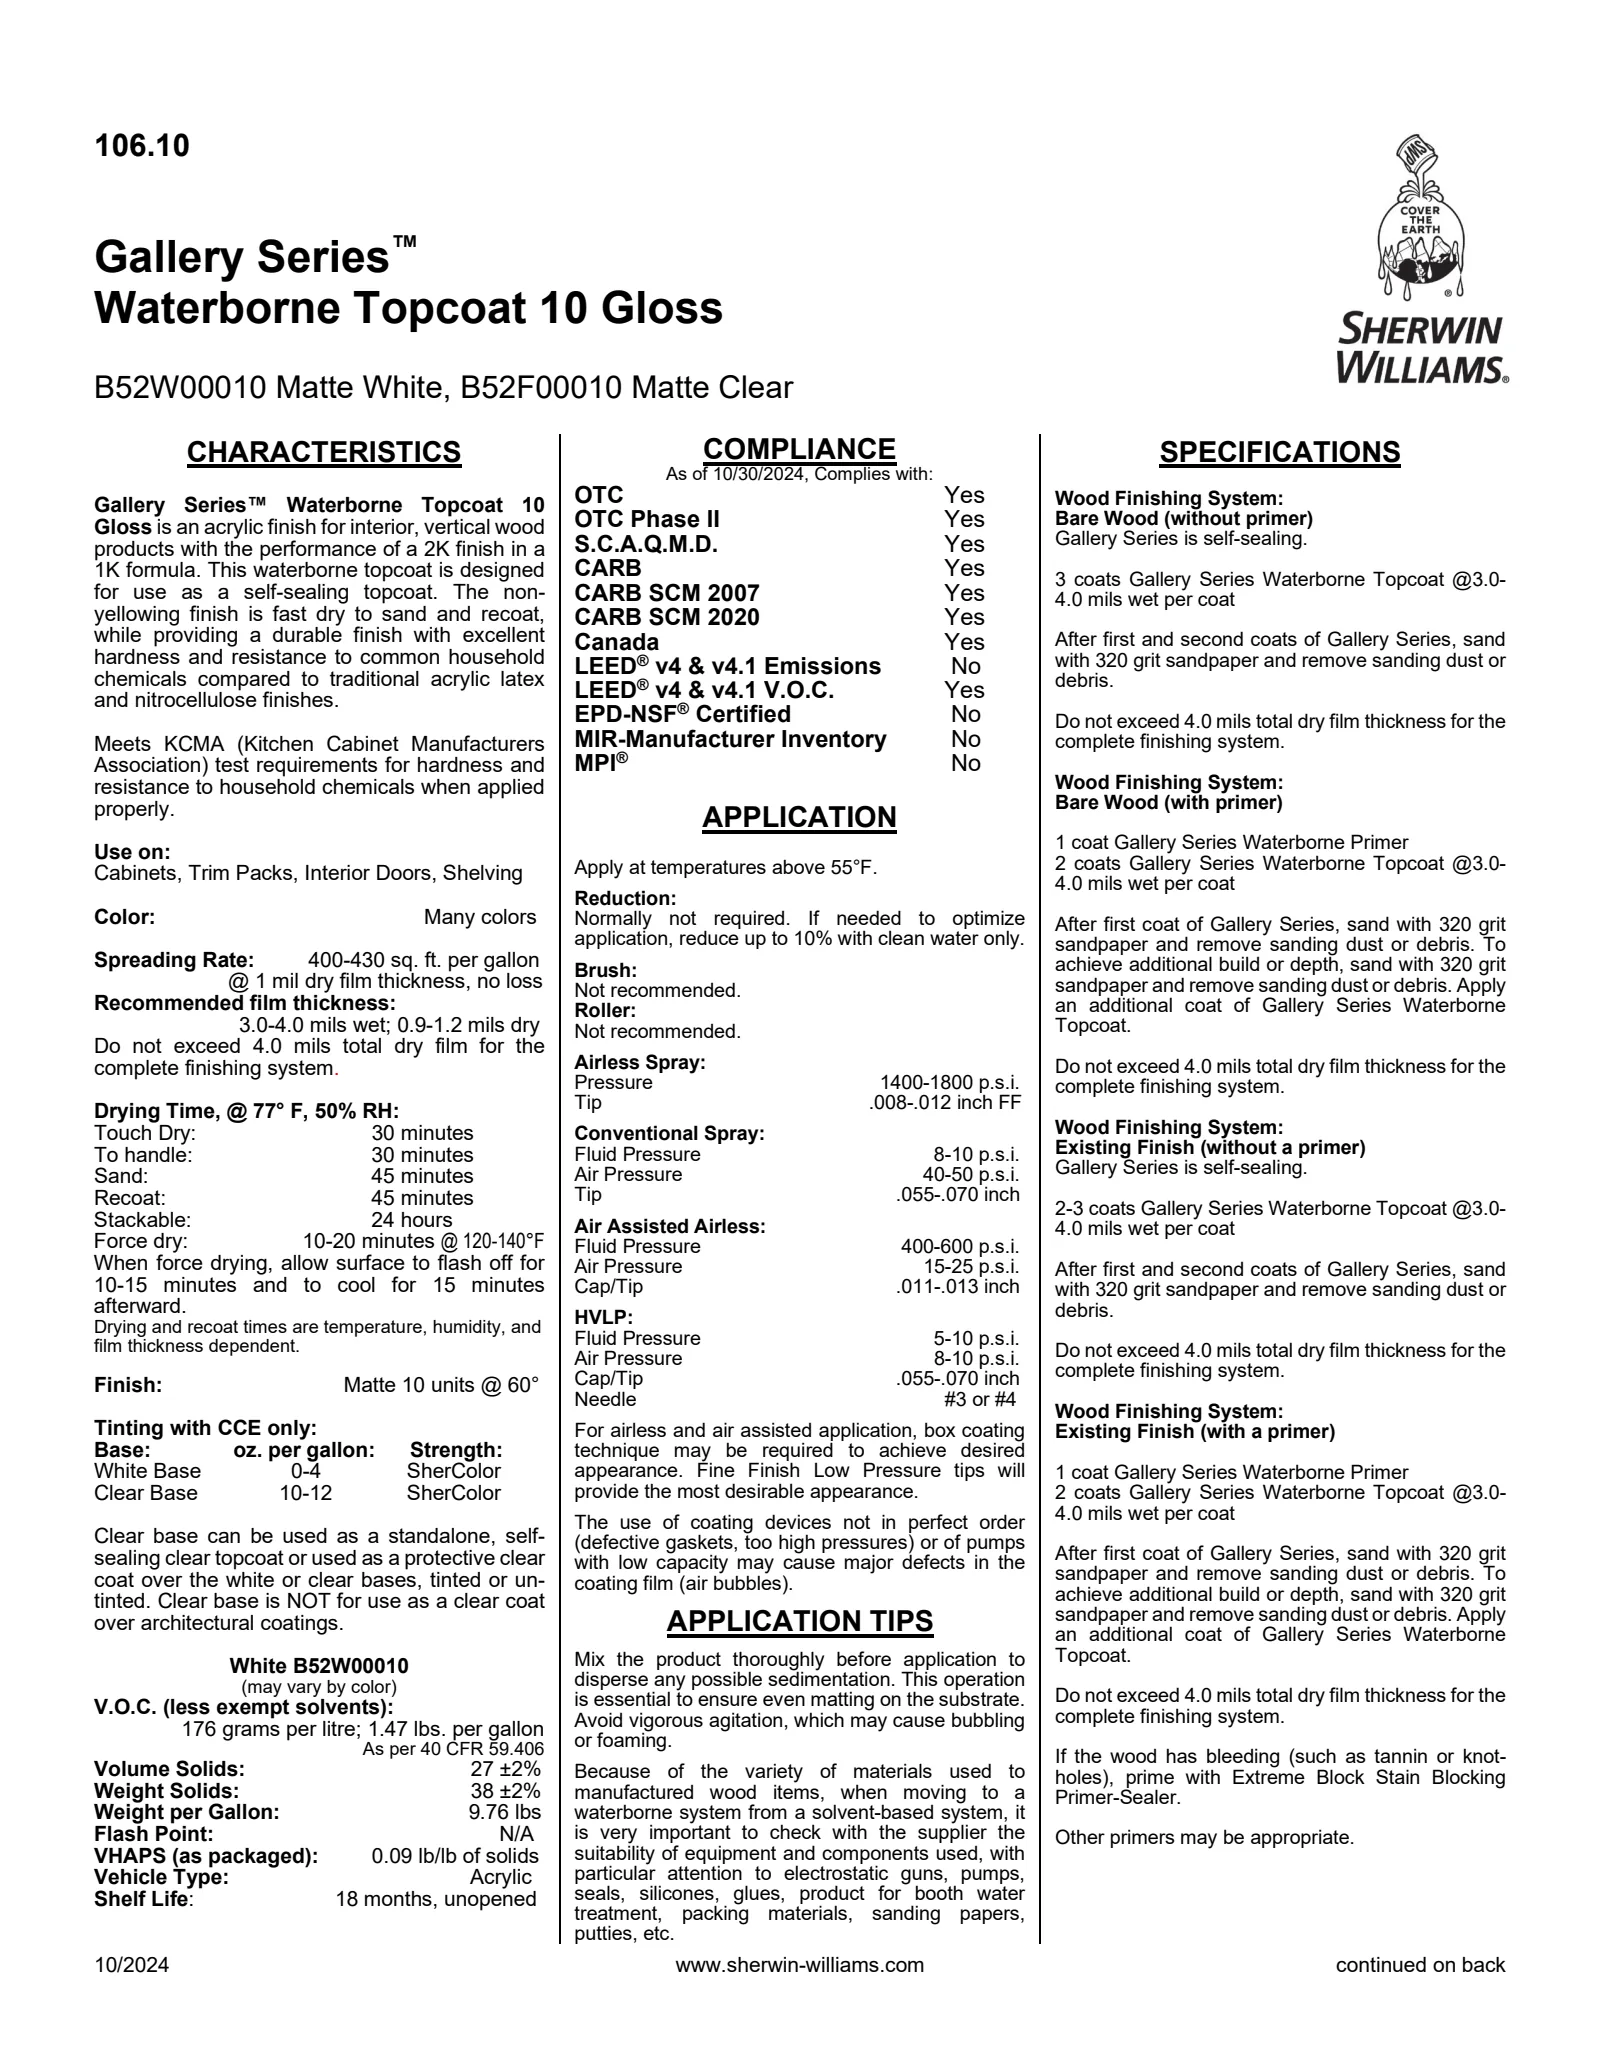 106.10
SWP
COVER
THE
EARTH
®
SHERWIN
WILLIAMS®
Gallery Series™
Waterborne Topcoat 10 Gloss
B52W00010 Matte White, B52F00010 Matte Clear
CHARACTERISTICS
Gallery Series™ Waterborne Topcoat 10
Gloss is an acrylic finish for interior, vertical wood
products with the performance of a 2K finish in a
1K formula. This waterborne topcoat is designed
for use as a self-sealing topcoat. The non-
yellowing finish is fast dry to sand and recoat,
while providing a durable finish with excellent
hardness and resistance to common household
chemicals compared to traditional acrylic latex
and nitrocellulose finishes.
Meets KCMA (Kitchen Cabinet Manufacturers
Association) test requirements for hardness and
resistance to household chemicals when applied
properly.
Use on:
Cabinets, Trim Packs, Interior Doors, Shelving
Color: Many colors
Spreading Rate: 400-430 sq. ft. per gallon
@ 1 mil dry film thickness, no loss
Recommended film thickness:
3.0-4.0 mils wet; 0.9-1.2 mils dry
Do not exceed 4.0 mils total dry film for the
complete finishing system.
Drying Time, @ 77° F, 50% RH:
Touch Dry: 30 minutes
To handle: 30 minutes
Sand: 45 minutes
Recoat: 45 minutes
Stackable: 24 hours
Force dry: 10-20 minutes @ 120-140°F
When force drying, allow surface to flash off for
10-15 minutes and to cool for 15 minutes
afterward.
Drying and recoat times are temperature, humidity, and
film thickness dependent.
Finish: Matte 10 units @ 60°
Tinting with CCE only:
Base: oz. per gallon: Strength:
White Base 0-4 SherColor
Clear Base 10-12 SherColor
Clear base can be used as a standalone, self-
sealing clear topcoat or used as a protective clear
coat over the white or clear bases, tinted or un-
tinted. Clear base is NOT for use as a clear coat
over architectural coatings.
White B52W00010
(may vary by color)
V.O.C. (less exempt solvents):
176 grams per litre; 1.47 lbs. per gallon
As per 40 CFR 59.406
Volume Solids: 27 ±2%
Weight Solids: 38 ±2%
Weight per Gallon: 9.76 lbs
Flash Point: N/A
VHAPS (as packaged): 0.09 lb/lb of solids
Vehicle Type: Acrylic
Shelf Life: 18 months, unopened
COMPLIANCE
As of 10/30/2024, Complies with:
OTC Yes
OTC Phase II Yes
S.C.A.Q.M.D. Yes
CARB Yes
CARB SCM 2007 Yes
CARB SCM 2020 Yes
Canada Yes
LEED® v4 & v4.1 Emissions No
LEED® v4 & v4.1 V.O.C. Yes
EPD-NSF® Certified No
MIR-Manufacturer Inventory No
MPI® No
APPLICATION
Apply at temperatures above 55°F.
Reduction:
Normally not required. If needed to optimize
application, reduce up to 10% with clean water only.
Brush:
Not recommended.
Roller:
Not recommended.
Airless Spray:
Pressure 1400-1800 p.s.i.
Tip .008-.012 inch FF
Conventional Spray:
Fluid Pressure 8-10 p.s.i.
Air Pressure 40-50 p.s.i.
Tip .055-.070 inch
Air Assisted Airless:
Fluid Pressure 400-600 p.s.i.
Air Pressure 15-25 p.s.i.
Cap/Tip .011-.013 inch
HVLP:
Fluid Pressure 5-10 p.s.i.
Air Pressure 8-10 p.s.i.
Cap/Tip .055-.070 inch
Needle #3 or #4
For airless and air assisted application, box coating
technique may be required to achieve desired
appearance. Fine Finish Low Pressure tips will
provide the most desirable appearance.
The use of coating devices not in perfect order
(defective gaskets, too high pressures) or of pumps
with low capacity may cause major defects in the
coating film (air bubbles).
APPLICATION TIPS
Mix the product thoroughly before application to
disperse any possible sedimentation. This operation
is essential to ensure even matting on the substrate.
Avoid vigorous agitation, which may cause bubbling
or foaming.
Because of the variety of materials used to
manufactured wood items, when moving to a
waterborne system from a solvent-based system, it
is very important to check with the supplier the
suitability of equipment and components used, with
particular attention to electrostatic guns, pumps,
seals, silicones, glues, product for booth water
treatment, packing materials, sanding papers,
putties, etc.
SPECIFICATIONS
Wood Finishing System:
Bare Wood (without primer)
Gallery Series is self-sealing.
3 coats Gallery Series Waterborne Topcoat @3.0-
4.0 mils wet per coat
After first and second coats of Gallery Series, sand
with 320 grit sandpaper and remove sanding dust or
debris.
Do not exceed 4.0 mils total dry film thickness for the
complete finishing system.
Wood Finishing System:
Bare Wood (with primer)
1 coat Gallery Series Waterborne Primer
2 coats Gallery Series Waterborne Topcoat @3.0-
4.0 mils wet per coat
After first coat of Gallery Series, sand with 320 grit
sandpaper and remove sanding dust or debris. To
achieve additional build or depth, sand with 320 grit
sandpaper and remove sanding dust or debris. Apply
an additional coat of Gallery Series Waterborne
Topcoat.
Do not exceed 4.0 mils total dry film thickness for the
complete finishing system.
Wood Finishing System:
Existing Finish (without a primer)
Gallery Series is self-sealing.
2-3 coats Gallery Series Waterborne Topcoat @3.0-
4.0 mils wet per coat
After first and second coats of Gallery Series, sand
with 320 grit sandpaper and remove sanding dust or
debris.
Do not exceed 4.0 mils total dry film thickness for the
complete finishing system.
Wood Finishing System:
Existing Finish (with a primer)
1 coat Gallery Series Waterborne Primer
2 coats Gallery Series Waterborne Topcoat @3.0-
4.0 mils wet per coat
After first coat of Gallery Series, sand with 320 grit
sandpaper and remove sanding dust or debris. To
achieve additional build or depth, sand with 320 grit
sandpaper and remove sanding dust or debris. Apply
an additional coat of Gallery Series Waterborne
Topcoat.
Do not exceed 4.0 mils total dry film thickness for the
complete finishing system.
If the wood has bleeding (such as tannin or knot-
holes), prime with Extreme Block Stain Blocking
Primer-Sealer.
Other primers may be appropriate.
10/2024 www.sherwin-williams.com continued on back